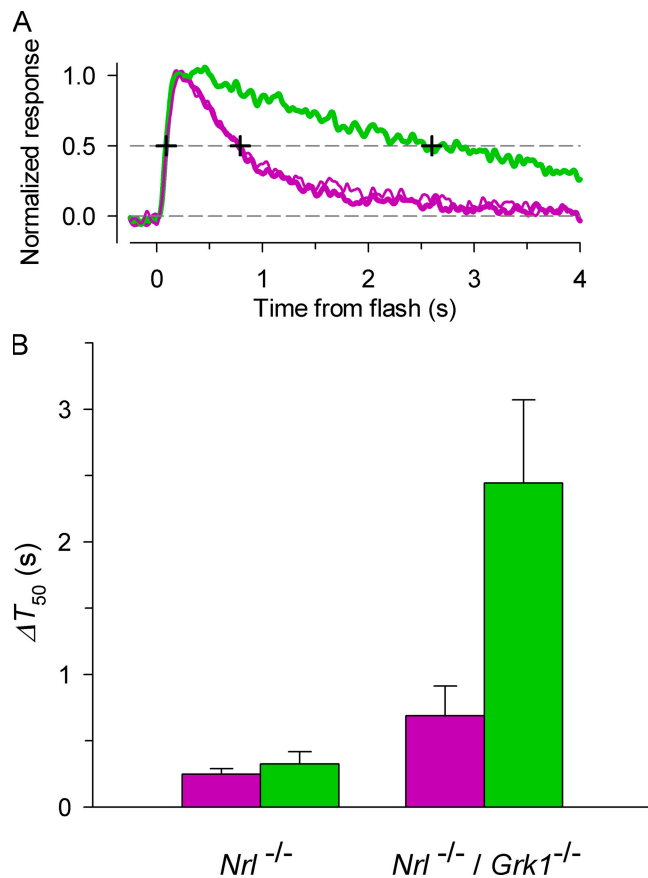 A
Normalized response
1.0
0.5
0.0
0 1 2 3 4
Time from flash (s)
B
ΔT50 (s)
3
2
1
0
Nrl -/- Nrl -/- / Grk1-/-